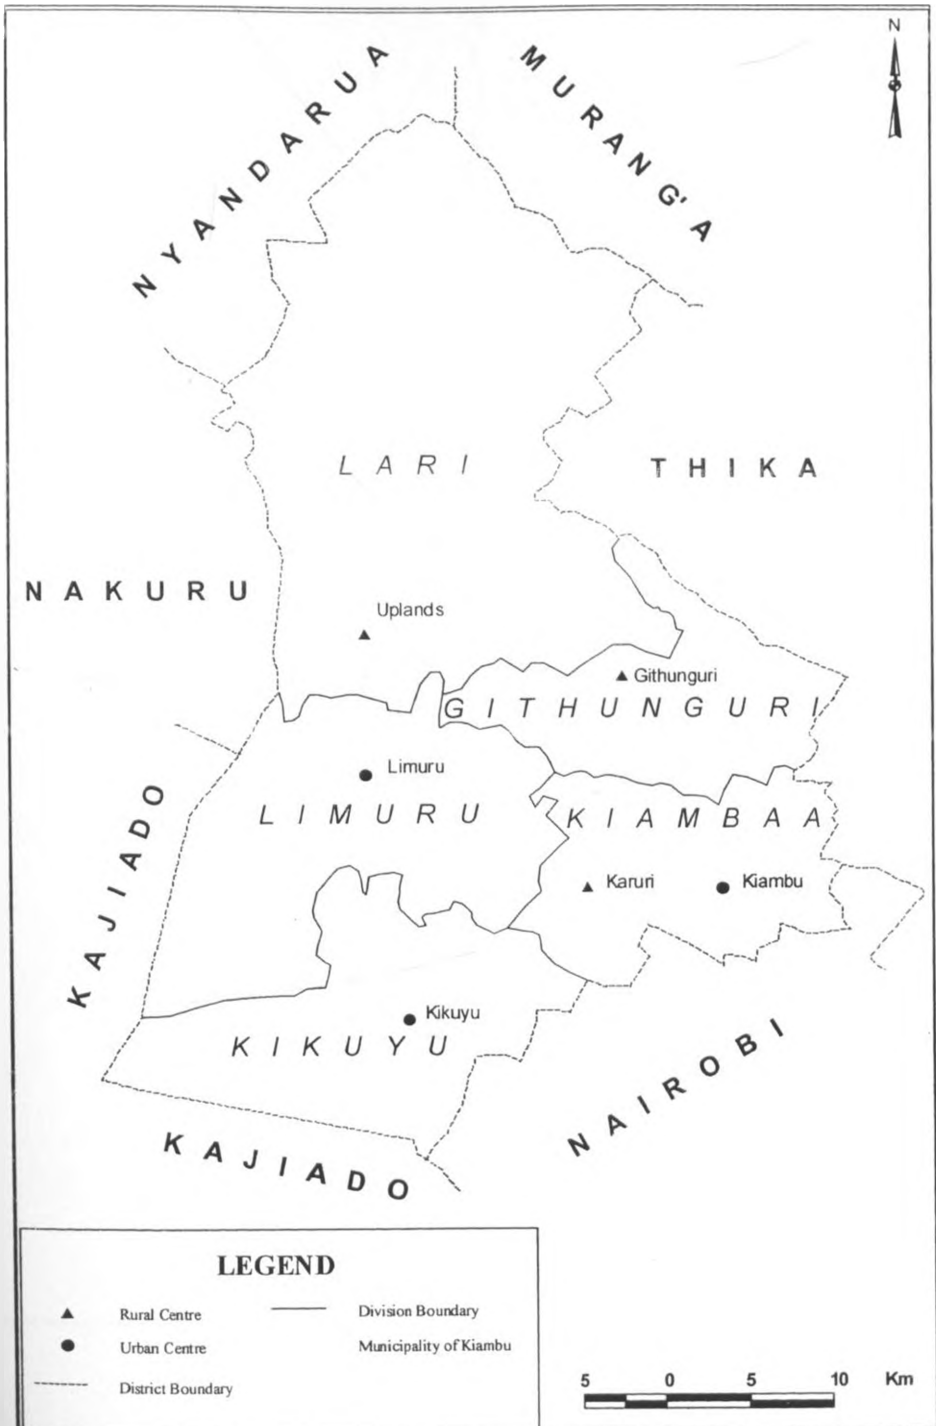 N
NYANDARUA
MURANG'A
LARI
THIKA
NAKURU
Uplands
Githunguri
GITHUNGURI
Limuru
LIMURU
KIAMBAA
KAJIADO
Karuri
Kiambu
Kikuyu
KIKUYU
NAIROBI
KAJIADO
LEGEND
Rural Centre
Division Boundary
Urban Centre
Municipality of Kiambu
District Boundary
5 0 5 10 Km